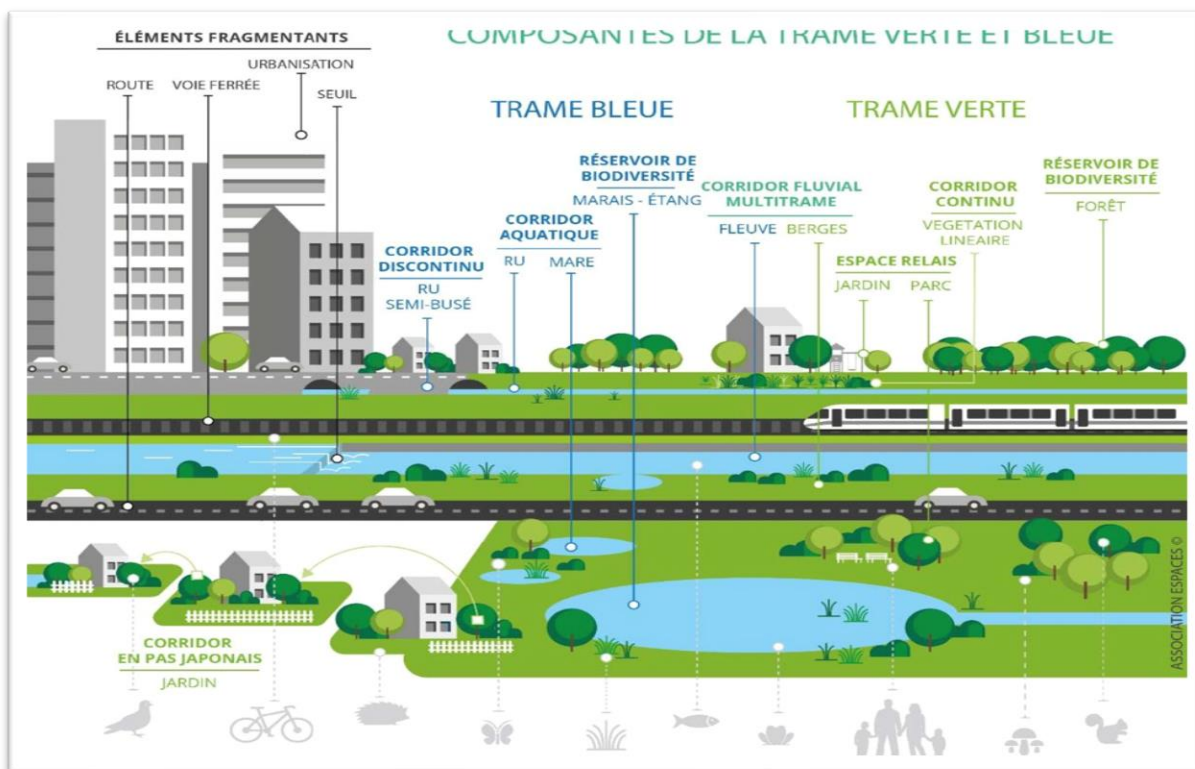 COMPOSANTES DE LA TRAME VERTE ET BLEUE
ÉLÉMENTS FRAGMENTANTS
URBANISATION
ROUTE
VOIE FERRÉE
SEUIL
TRAME BLEUE
TRAME VERTE
CORRIDOR
DISCONTINU
RU
SEMI-BUSÉ
CORRIDOR
AQUATIQUE
RU
MARE
RÉSERVOIR DE
BIODIVERSITÉ
MARAIS - ÉTANG
CORRIDOR FLUVIAL
MULTITRAME
FLEUVE
BERGES
ESPACE RELAIS
JARDIN
PARC
CORRIDOR
CONTINU
VEGETATION
LINEAIRE
RÉSERVOIR DE
BIODIVERSITÉ
FORÊT
CORRIDOR
EN PAS JAPONAIS
JARDIN
ASSOCIATION ESPACES ©